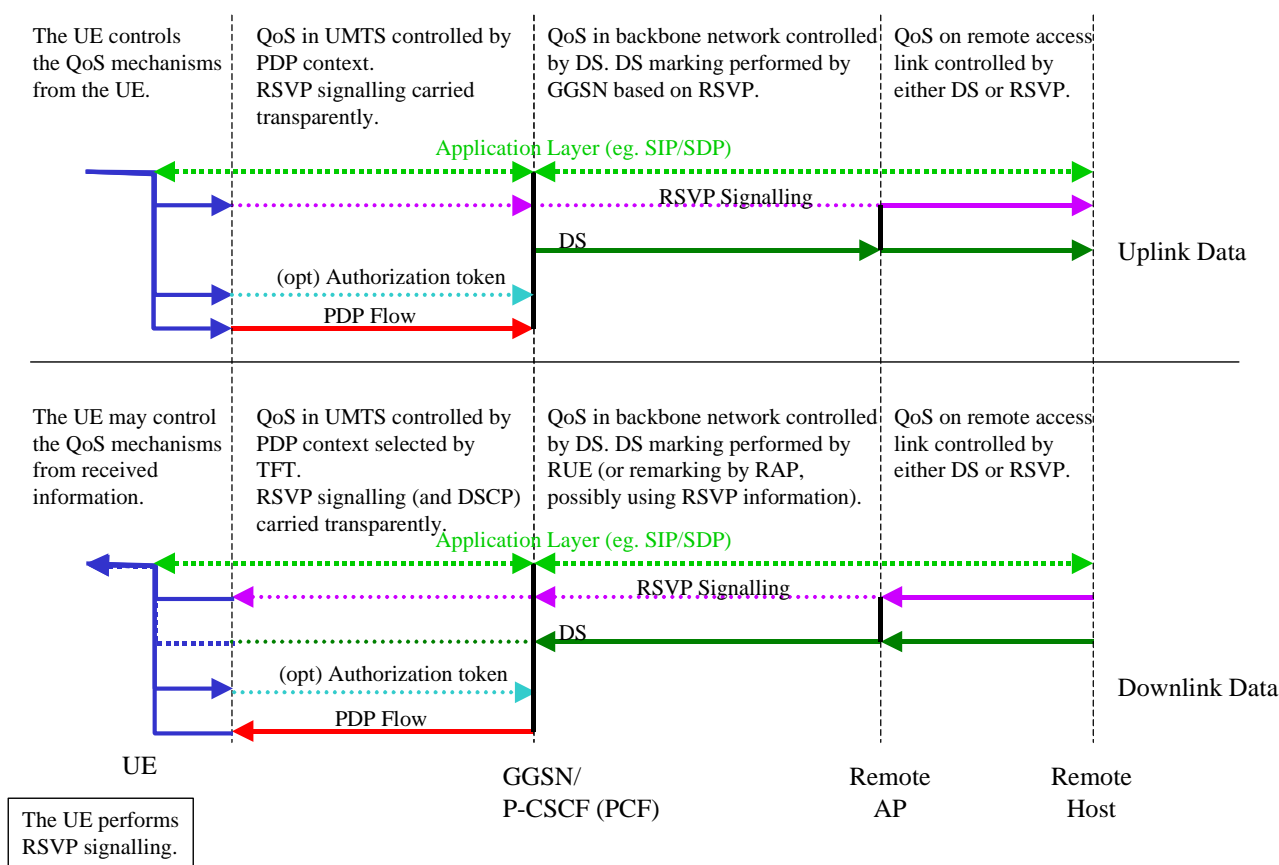 The UE controls
the QoS mechanisms
from the UE.
QoS in UMTS controlled by
PDP context.
RSVP signalling carried
transparently.
QoS in backbone network controlled
by DS. DS marking performed by
GGSN based on RSVP.
QoS on remote access
link controlled by
either DS or RSVP.
Application Layer (eg. SIP/SDP)
RSVP Signalling
DS
Uplink Data
(opt) Authorization token
PDP Flow
The UE may control
the QoS mechanisms
from received
information.
QoS in UMTS controlled by
PDP context selected by
TFT.
RSVP signalling (and DSCP)
carried transparently.
QoS in backbone network controlled
by DS. DS marking performed by
RUE (or remarking by RAP,
possibly using RSVP information).
QoS on remote access
link controlled by
either DS or RSVP.
Application Layer (eg. SIP/SDP)
RSVP Signalling
DS
(opt) Authorization token
Downlink Data
PDP Flow
UE
GGSN/
P-CSCF (PCF)
Remote
AP
Remote
Host
The UE performs
RSVP signalling.